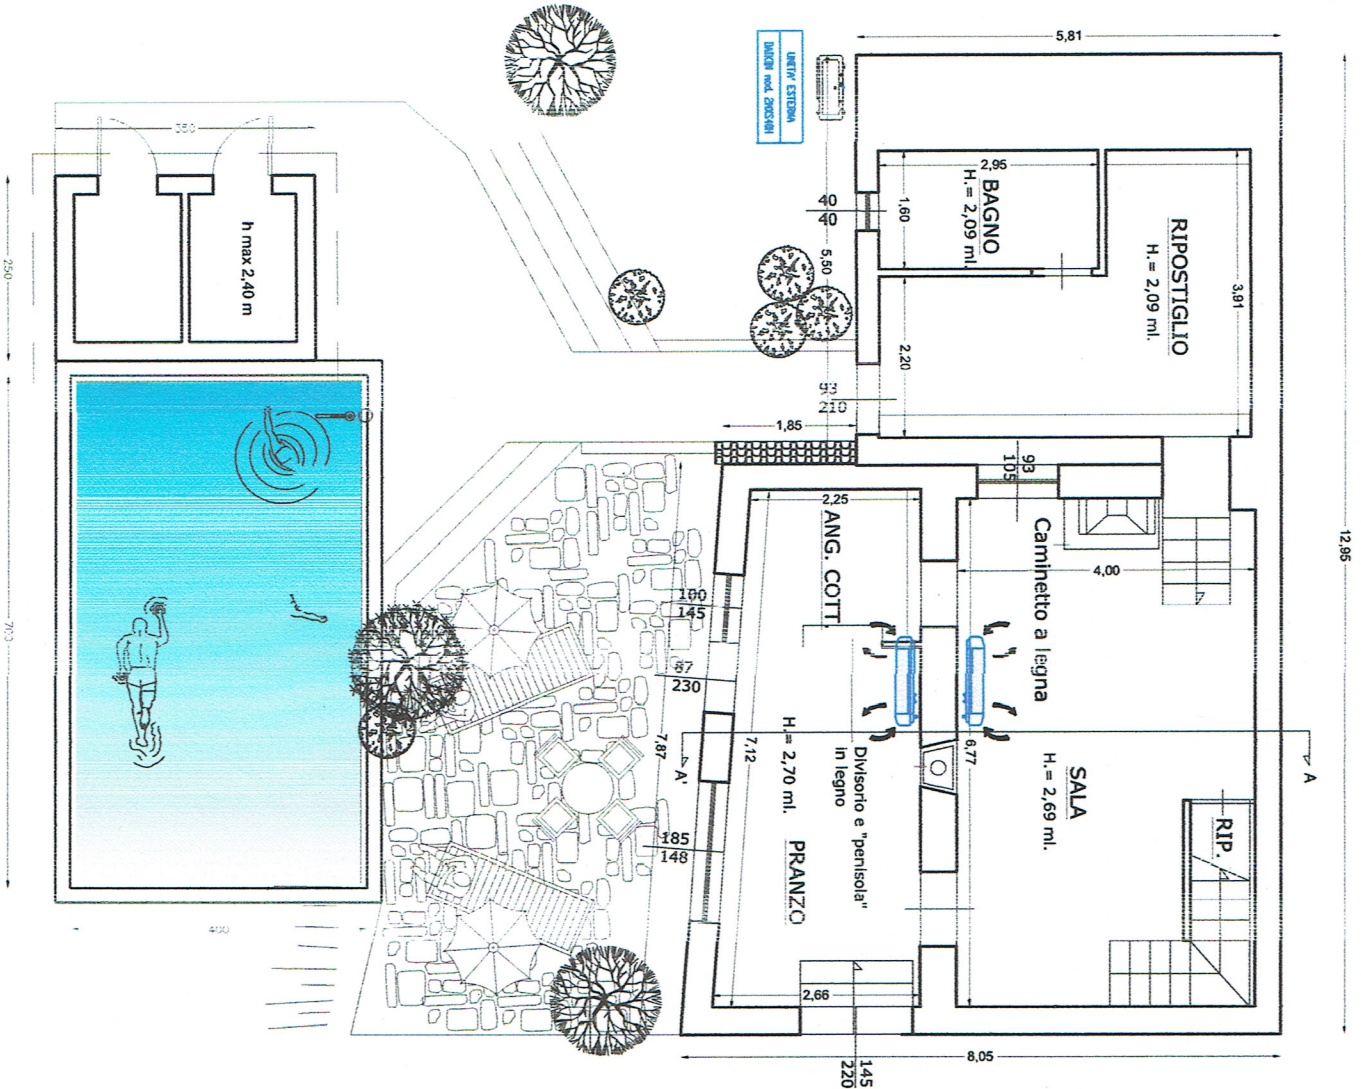 5,81
UNITA' ESTERNA
DAIKIN mod. 2MXS40H
350
h max 2,40 m
250
700
400
2,95
BAGNO
H.= 2,09 ml.
1,60
40
40
5,50
RIPOSTIGLIO
H.= 2,09 ml.
3,91
2,20
93
210
1,85
93
105
12,95
2,25
ANG. COTT
Caminetto a legna
4,00
100
145
87
230
7,87
7,12
A'
A
H.= 2,70 ml.
Divisorio e "penisola"
in legno
PRANZO
6,77
SALA
H.= 2,69 ml.
RIP.
185
148
2,66
145
220
8,05